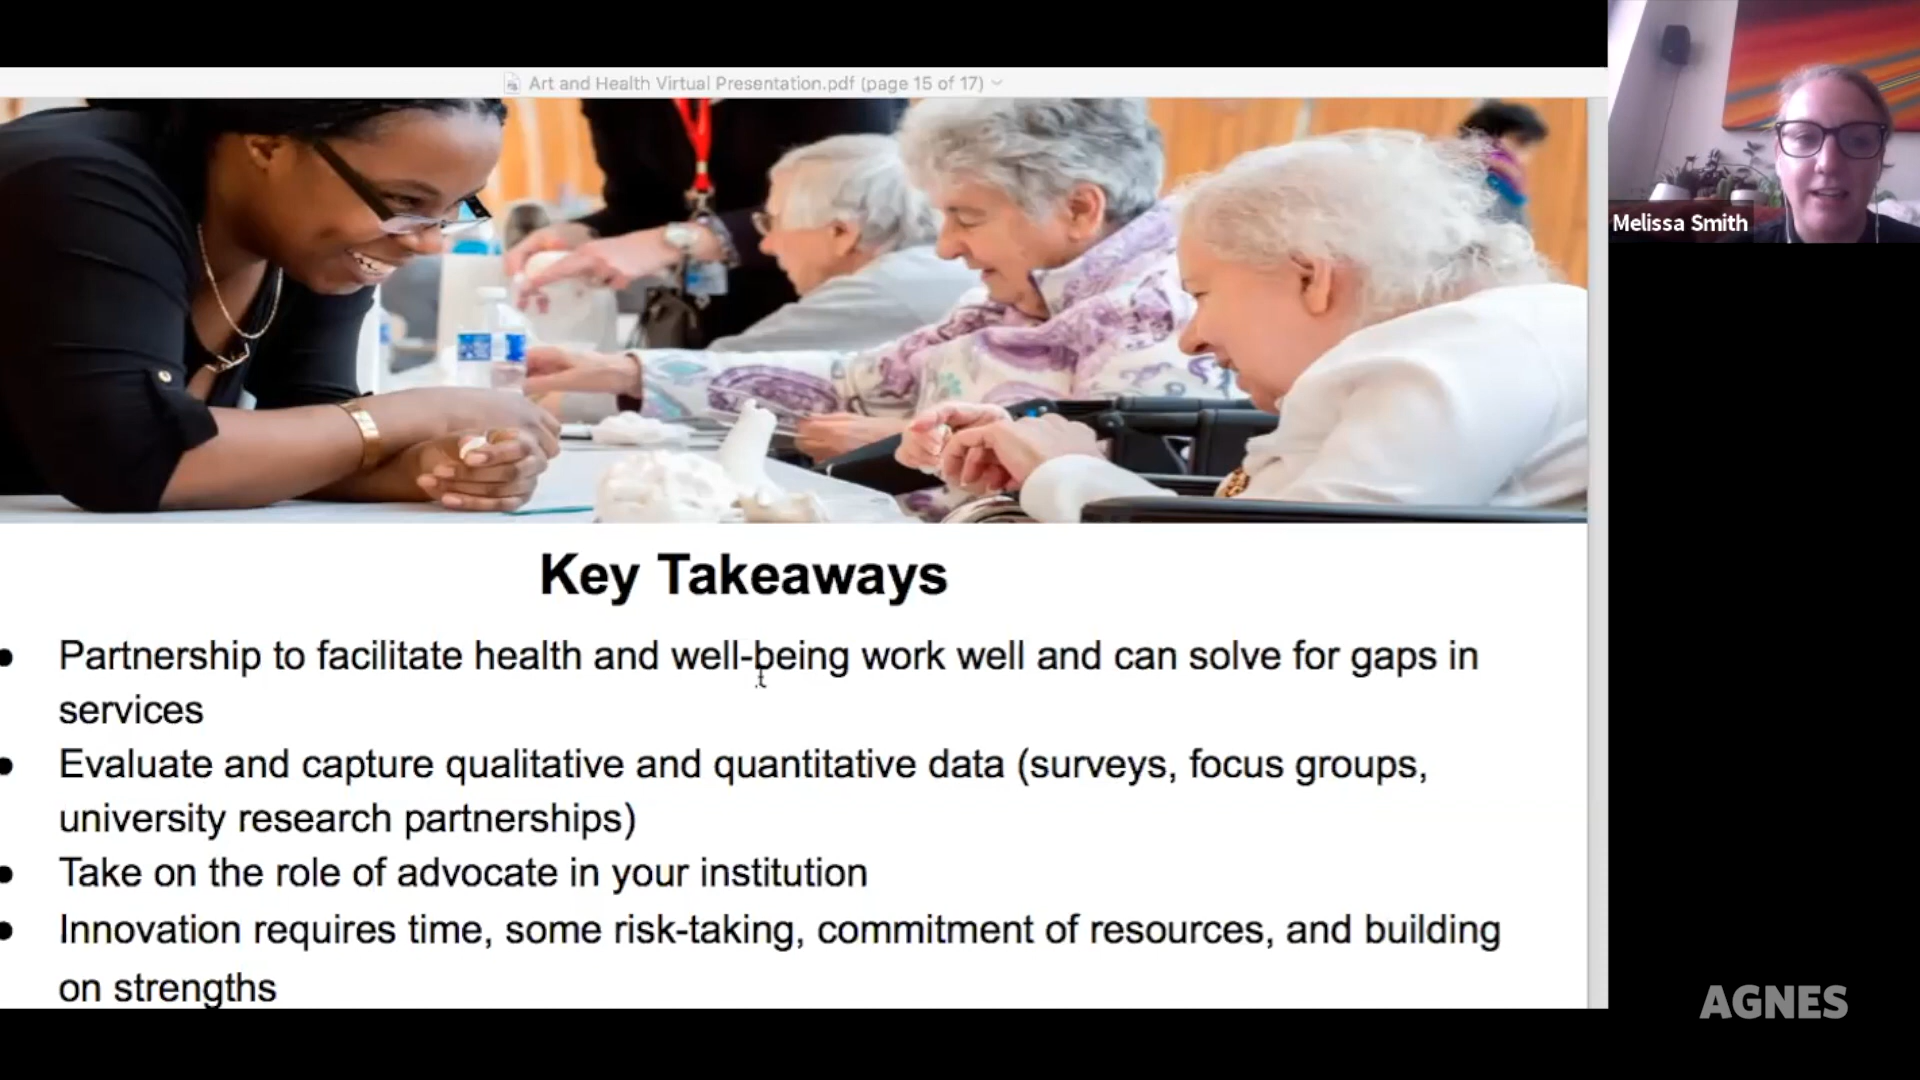 Art and Health Virtual Presentation.pdf (page 15 of 17)
Melissa Smith
Key Takeaways
• Partnership to facilitate health and well-being work well and can solve for gaps in
services
• Evaluate and capture qualitative and quantitative data (surveys, focus groups,
university research partnerships)
• Take on the role of advocate in your institution
• Innovation requires time, some risk-taking, commitment of resources, and building
on strengths
AGNES